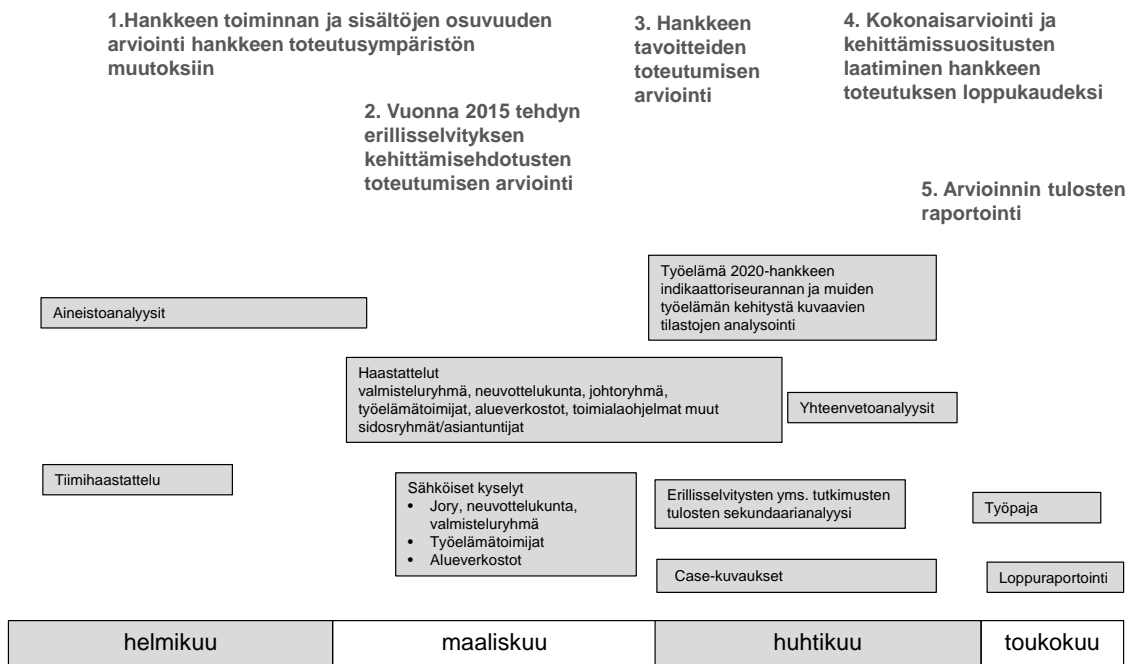 1.Hankkeen toiminnan ja sisältöjen osuvuuden
arviointi hankkeen toteutusympäristön
muutoksiin
2. Vuonna 2015 tehdyn
erillisselvityksen
kehittämisehdotusten
toteutumisen arviointi
3. Hankkeen
tavoitteiden
toteutumisen
arviointi
4. Kokonaisarviointi ja
kehittämissuositusten
laatiminen hankkeen
toteutuksen loppukaudeksi
5. Arvioinnin tulosten
raportointi
Aineistoanalyysit
Työelämä 2020-hankkeen
indikaattoriseurannan ja muiden
työelämän kehitystä kuvaavien
tilastojen analysointi
Haastattelut
valmisteluryhmä, neuvottelukunta, johtoryhmä,
työelämätoimijat, alueverkostot, toimialaohjelmat muut
sidosryhmät/asiantuntijat
Yhteenvetoanalyysit
Tiimihaastattelu
Sähköiset kyselyt
• Jory, neuvottelukunta,
valmisteluryhmä
• Työelämätoimijat
• Alueverkostot
Erillisselvitysten yms. tutkimusten
tulosten sekundaarianalyysi
Työpaja
Case-kuvaukset
Loppuraportointi
helmikuu
maaliskuu
huhtikuu
toukokuu